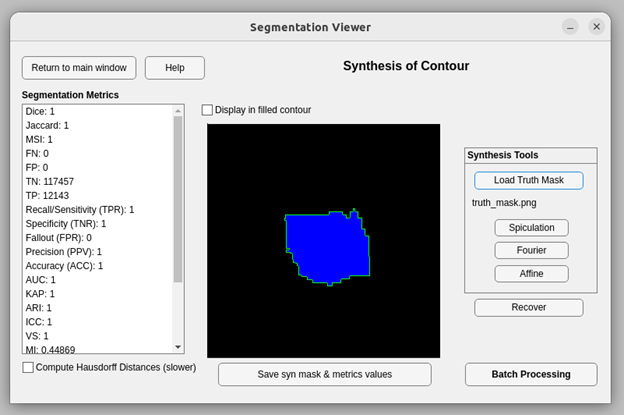 Segmentation Viewer
Return to main window
Help
Synthesis of Contour
Segmentation Metrics
Dice: 1
Jaccard: 1
MSI: 1
FN: 0
FP: 0
TN: 117457
TP: 12143
Recall/Sensitivity (TPR): 1
Specificity (TNR): 1
Fallout (FPR): 0
Precision (PPV): 1
Accuracy (ACC): 1
AUC: 1
KAP: 1
ARI: 1
ICC: 1
VS: 1
MI: 0.44869
Compute Hausdorff Distances (slower)
Display in filled contour
Save syn mask & metrics values
Synthesis Tools
Load Truth Mask
truth_mask.png
Spiculation
Fourier
Affine
Recover
Batch Processing